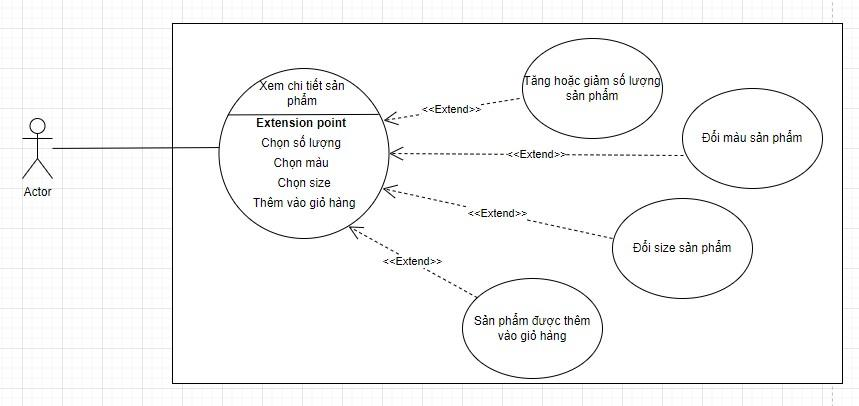 Actor
Xem chi tiết sản
phẩm
Extension point
Chọn số lượng
Chọn màu
Chọn size
Thêm vào giỏ hàng
<<Extend>>
Tăng hoặc giảm số lượng
sản phẩm
<<Extend>>
Đổi màu sản phẩm
<<Extend>>
Đổi size sản phẩm
<<Extend>>
Sản phẩm được thêm
vào giỏ hàng